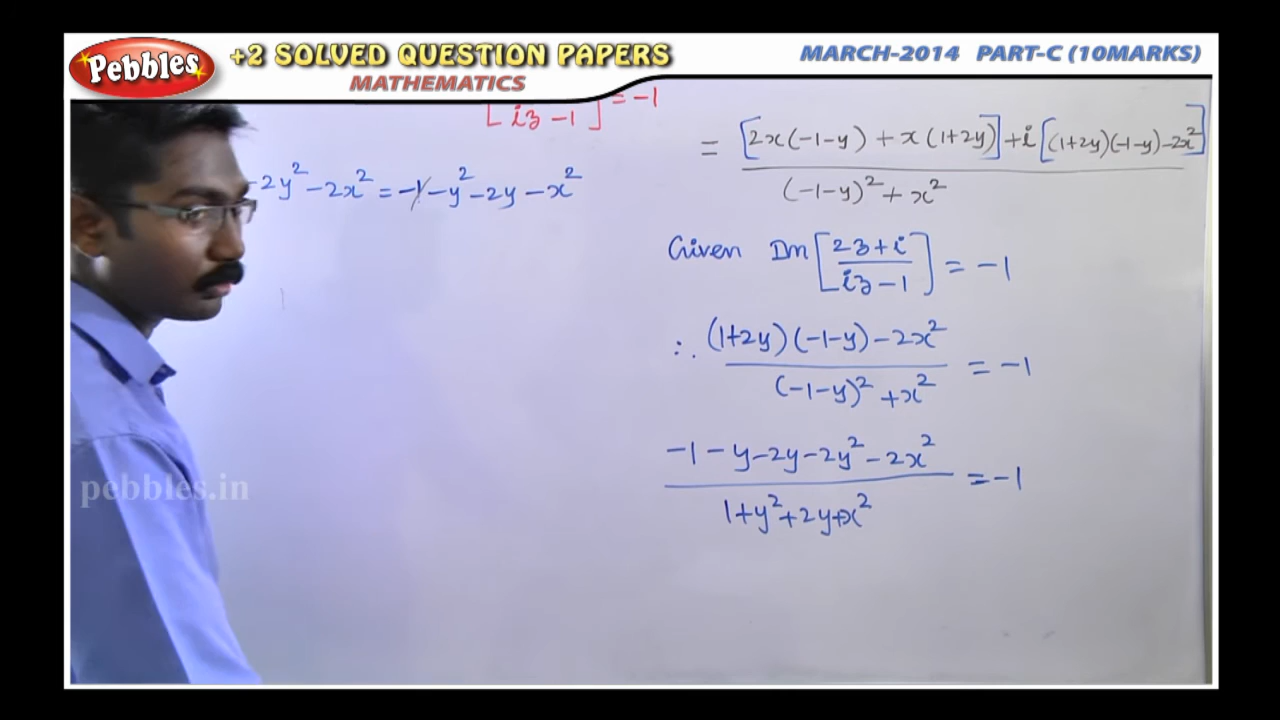 Pebbles
+2 SOLVED QUESTION PAPERS
MATHEMATICS
MARCH-2014 PART-C (10MARKS)
[iz - 1] = -1
-2y² - 2x² = -1 - y² - 2y - x²
= [2x(-1-y) + x(1+2y)] + i[(1+2y)(-1-y) - 2x²]
(-1-y)² + x²
Given Im [2z+i / iz-1] = -1
∴ (1+2y)(-1-y) - 2x² / (-1-y)² + x² = -1
-1 - y - 2y - 2y² - 2x² / 1 + y² + 2y + x² = -1
pebbles.in